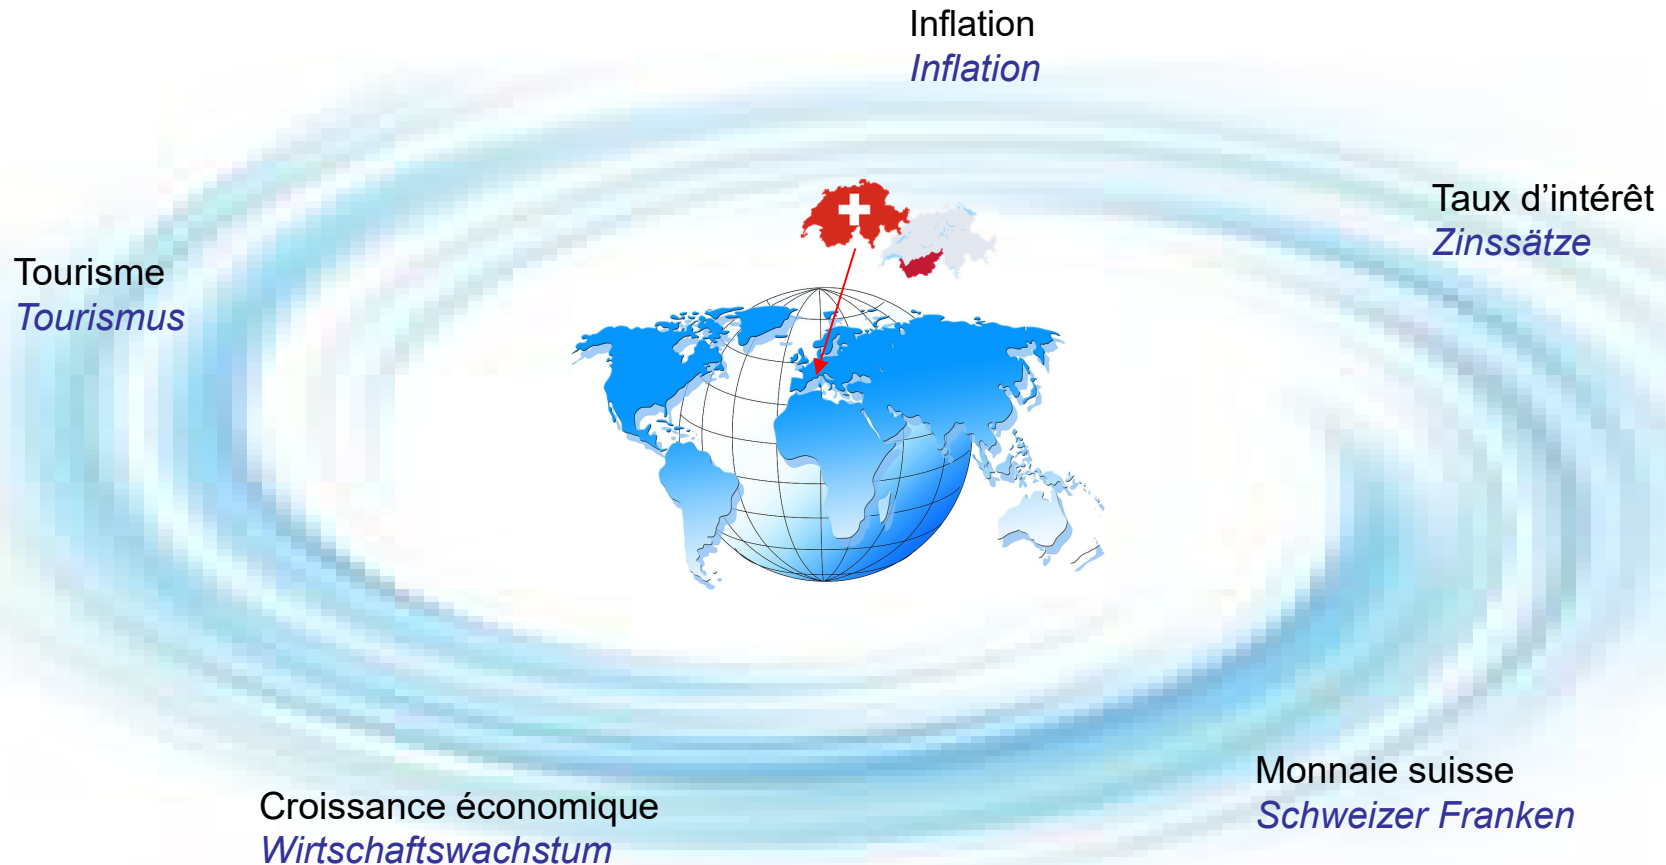 Inflation
Inflation
Taux d’intérêt
Zinssätze
Tourisme
Tourismus
Monnaie suisse
Schweizer Franken
Croissance économique
Wirtschaftswachstum